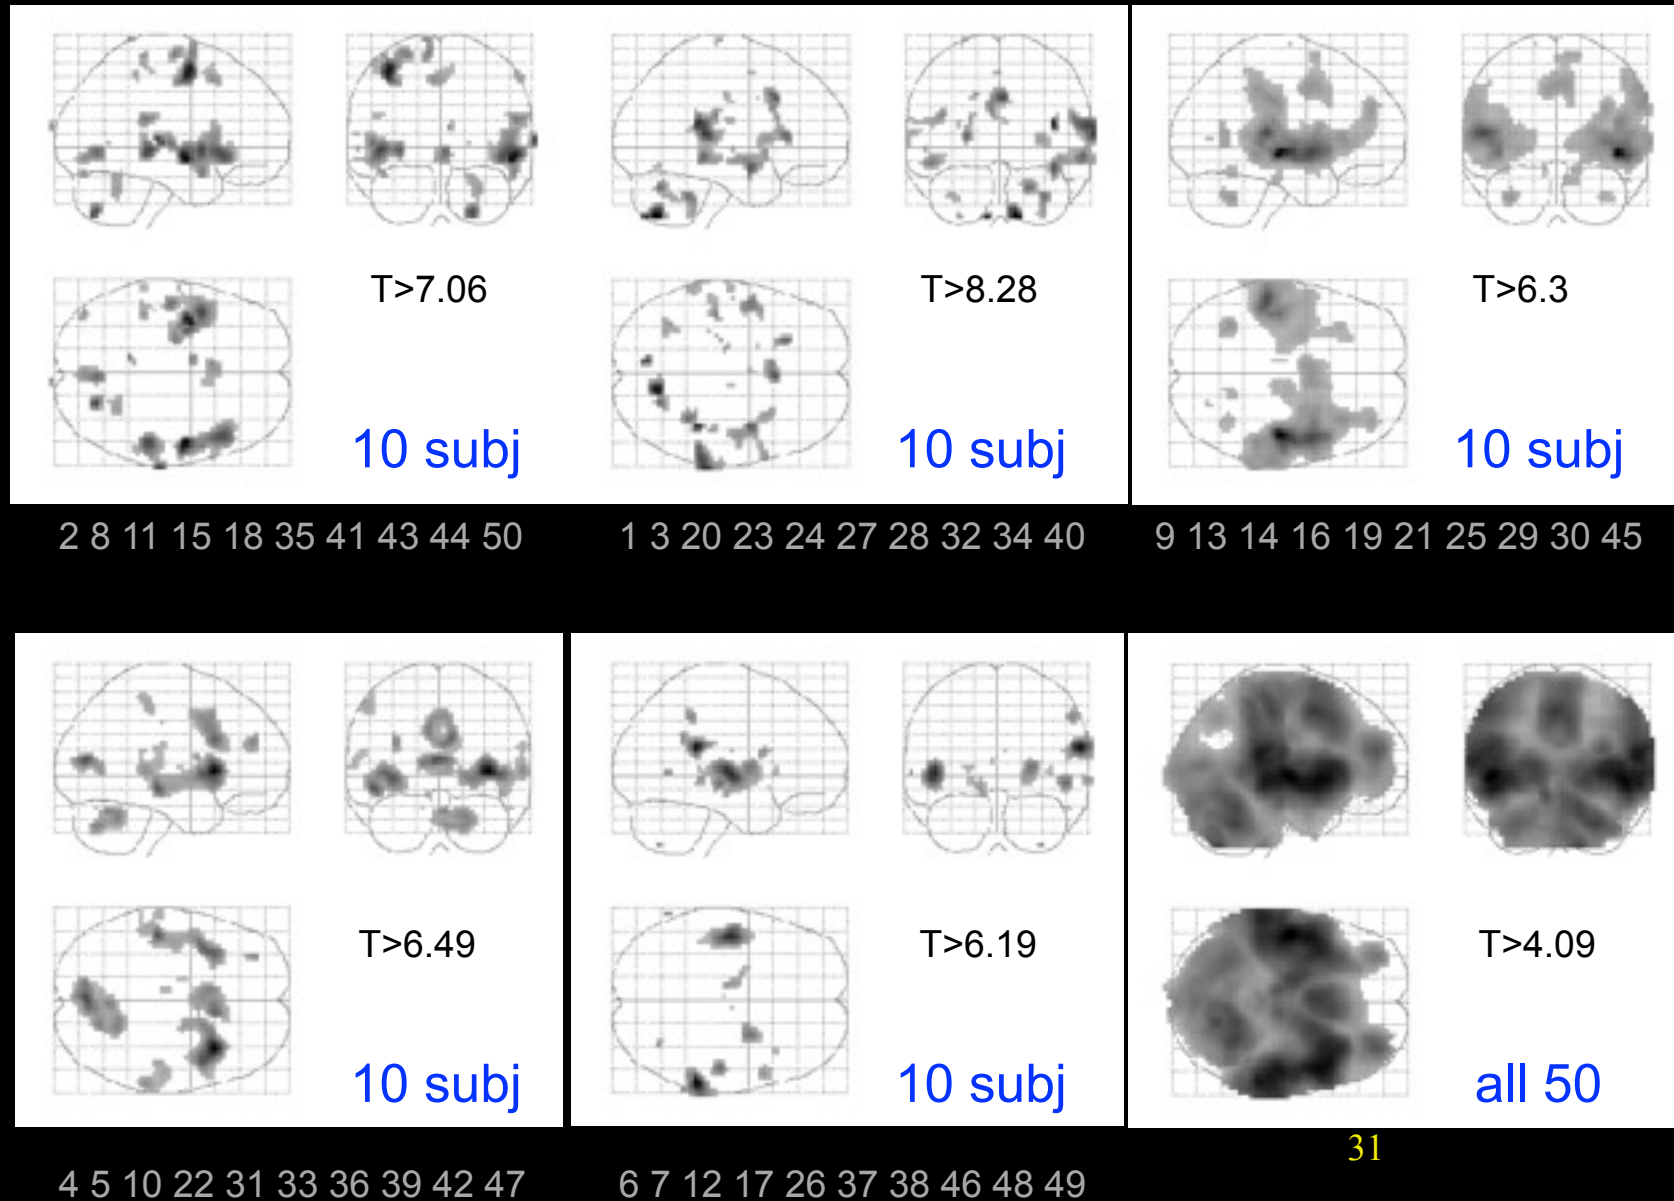 T>7.06
10 subj
T>8.28
10 subj
T>6.3
10 subj
2 8 11 15 18 35 41 43 44 50
1 3 20 23 24 27 28 32 34 40
9 13 14 16 19 21 25 29 30 45
T>6.49
10 subj
T>6.19
10 subj
T>4.09
all 50
31
4 5 10 22 31 33 36 39 42 47
6 7 12 17 26 37 38 46 48 49